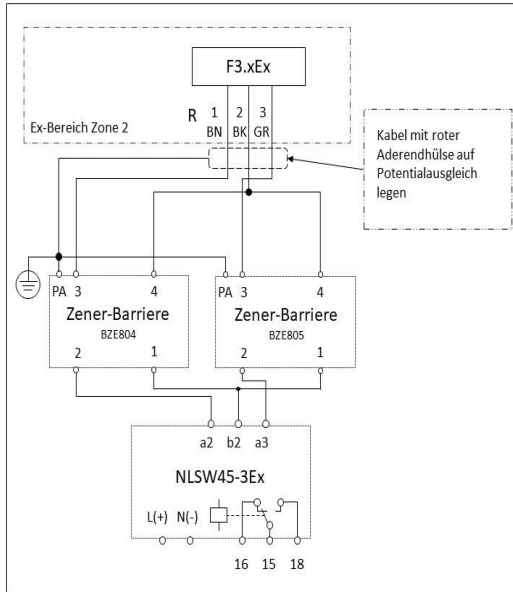 F3.xEx
R 1 2 3
BN BK GR
Ex-Bereich Zone 2
Kabel mit roter
Aderendhülse auf
Potentialausgleich
legen
PA 3 4
Zener-Barriere
BZE804
2 1
PA 3 4
Zener-Barriere
BZE805
2 1
a2 b2 a3
NLSW45-3Ex
L(+) N(-)
16 15 18